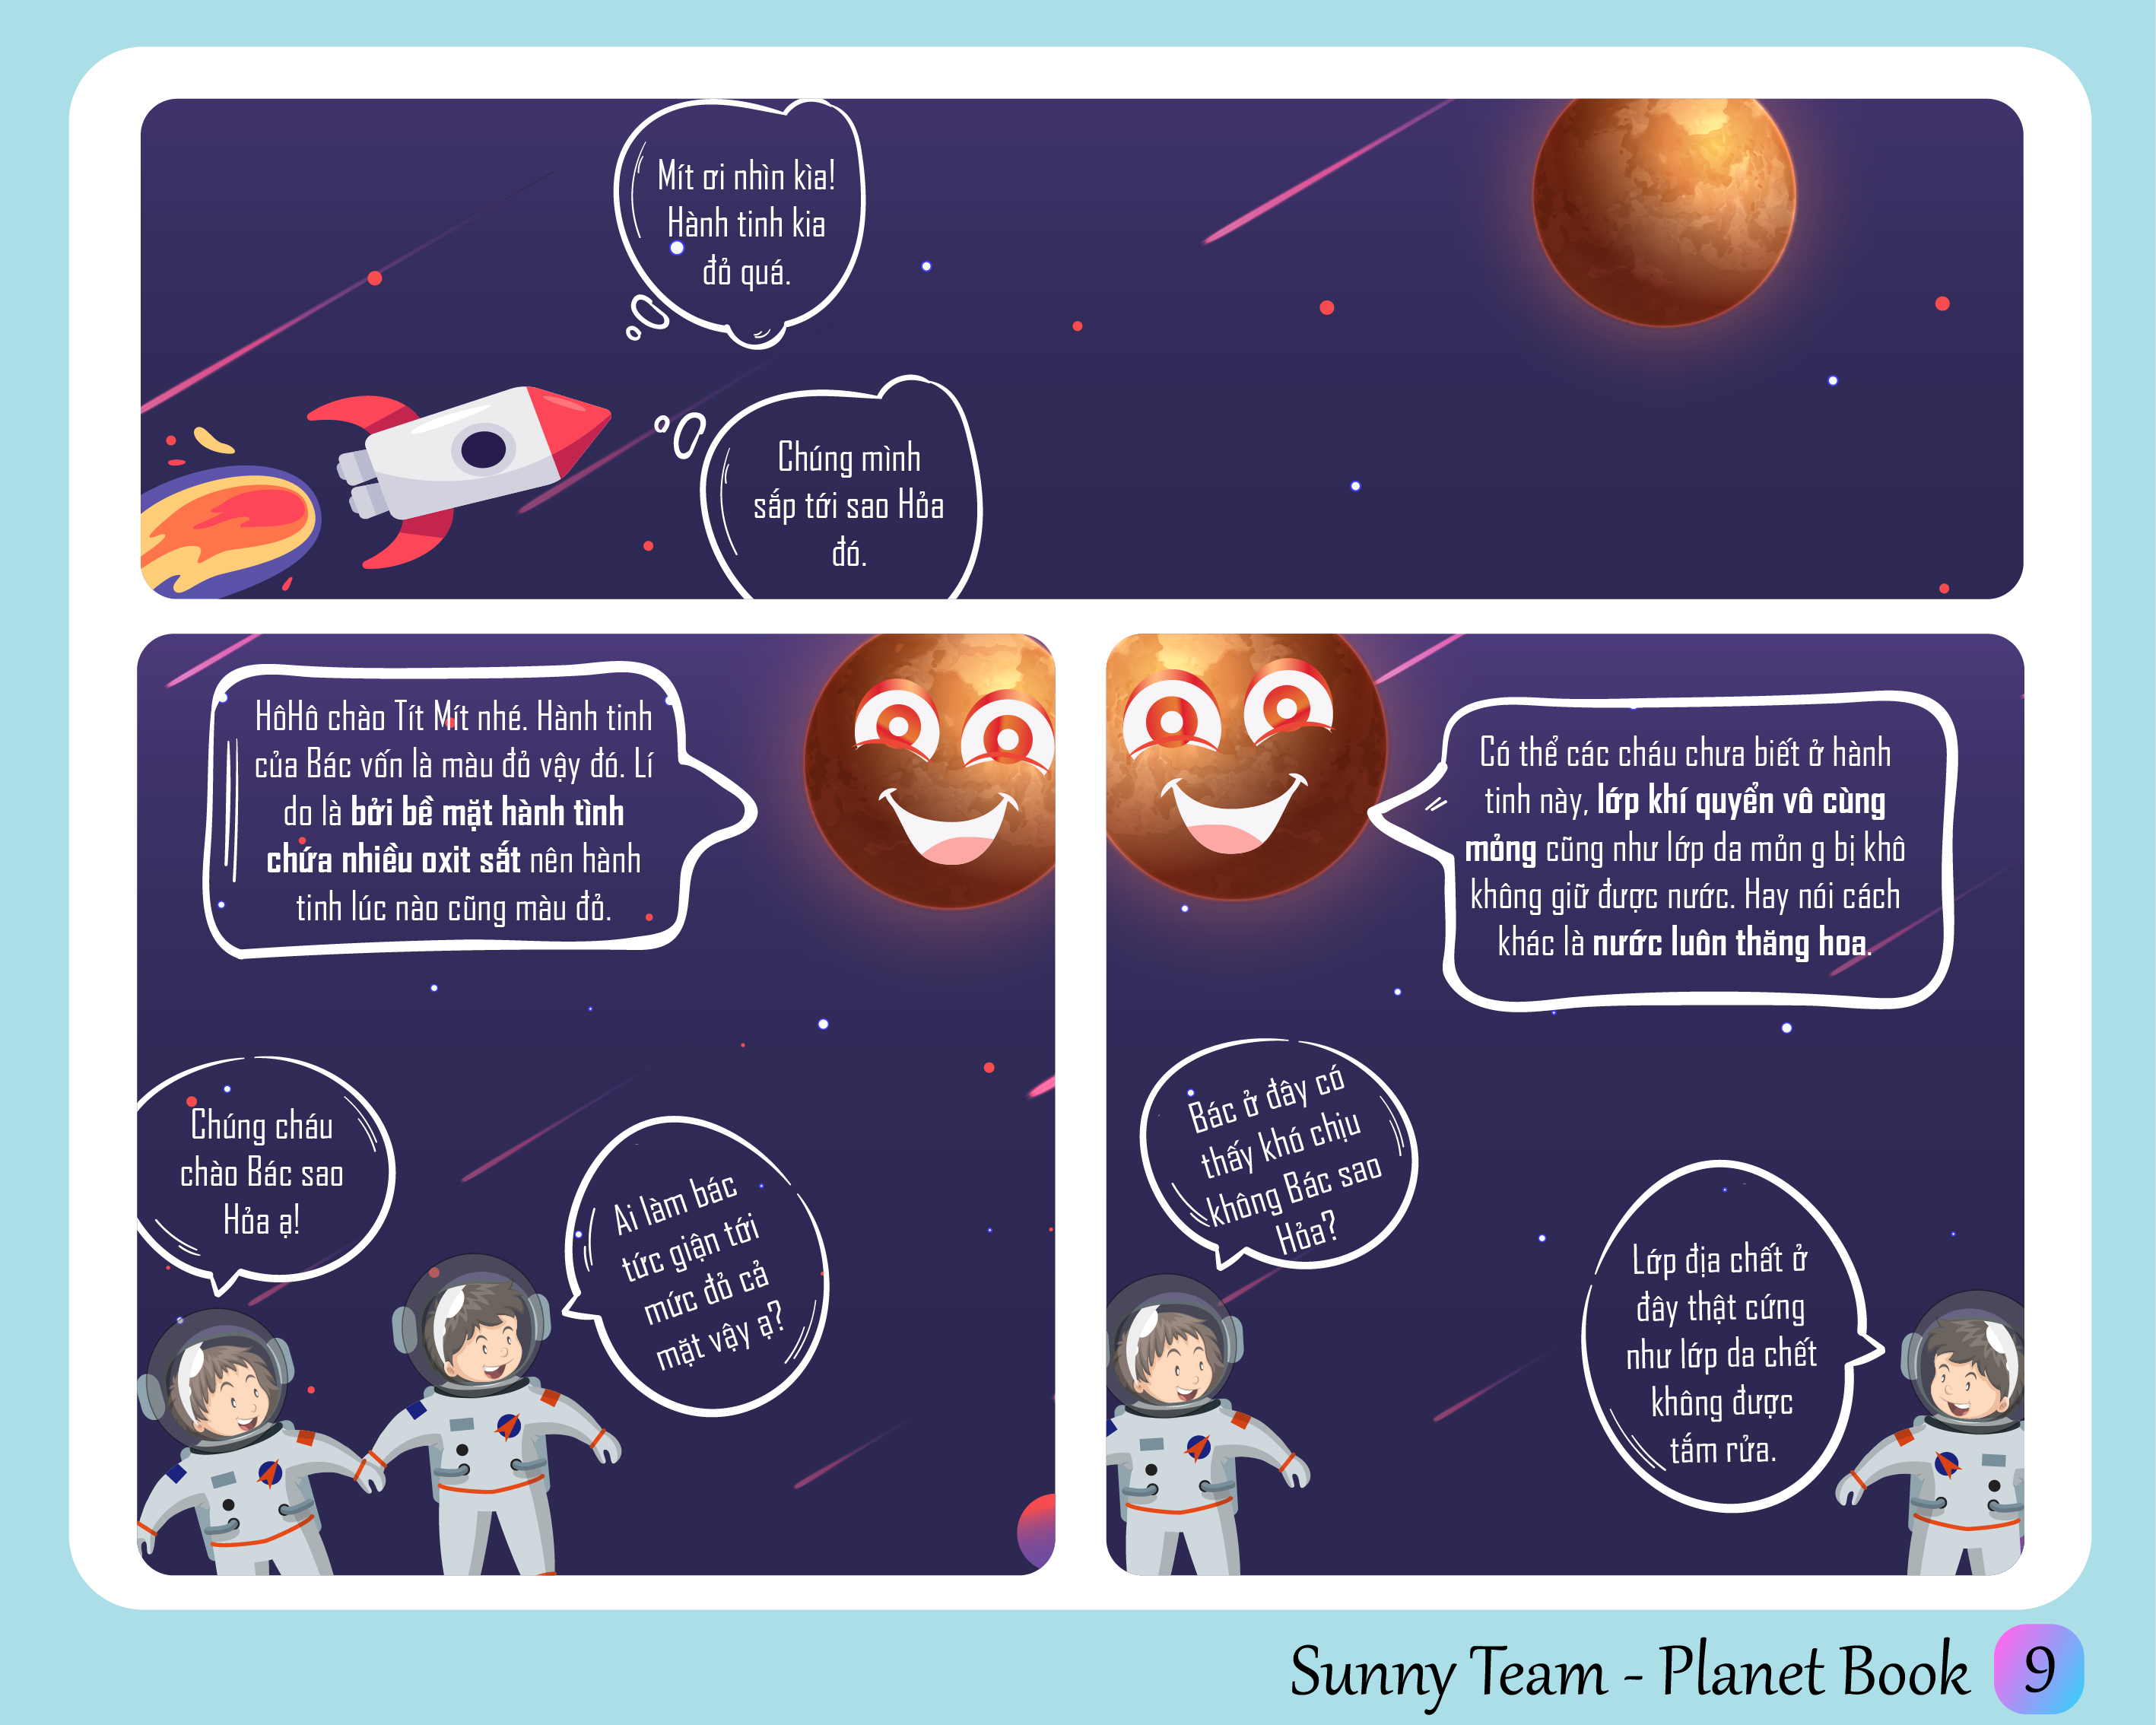 Mít ơi nhìn kìa!
Hành tinh kia
đỏ quá.
Chúng mình
sắp tới sao Hỏa
đó.
HôHô chào Tít Mít nhé. Hành tinh
của Bác vốn là màu đỏ vậy đó. Lí
do là bởi bề mặt hành tình
chứa nhiều oxit sắt nên hành
tinh lúc nào cũng màu đỏ.
Chúng cháu
chào Bác sao
Hỏa ạ!
Ai làm bác
tức giận tới
mức đỏ cả
mặt vậy ạ?
Có thể các cháu chưa biết ở hành
tinh này, lớp khí quyển vô cùng
mỏng cũng như lớp da mỏn g bị khô
không giữ được nước. Hay nói cách
khác là nước luôn thăng hoa.
Bác ở đây có
thấy khó chịu
không Bác sao
Hỏa?
Lớp địa chất ở
đây thật cứng
như lớp da chết
không được
tắm rửa.
Sunny Team - Planet Book 9